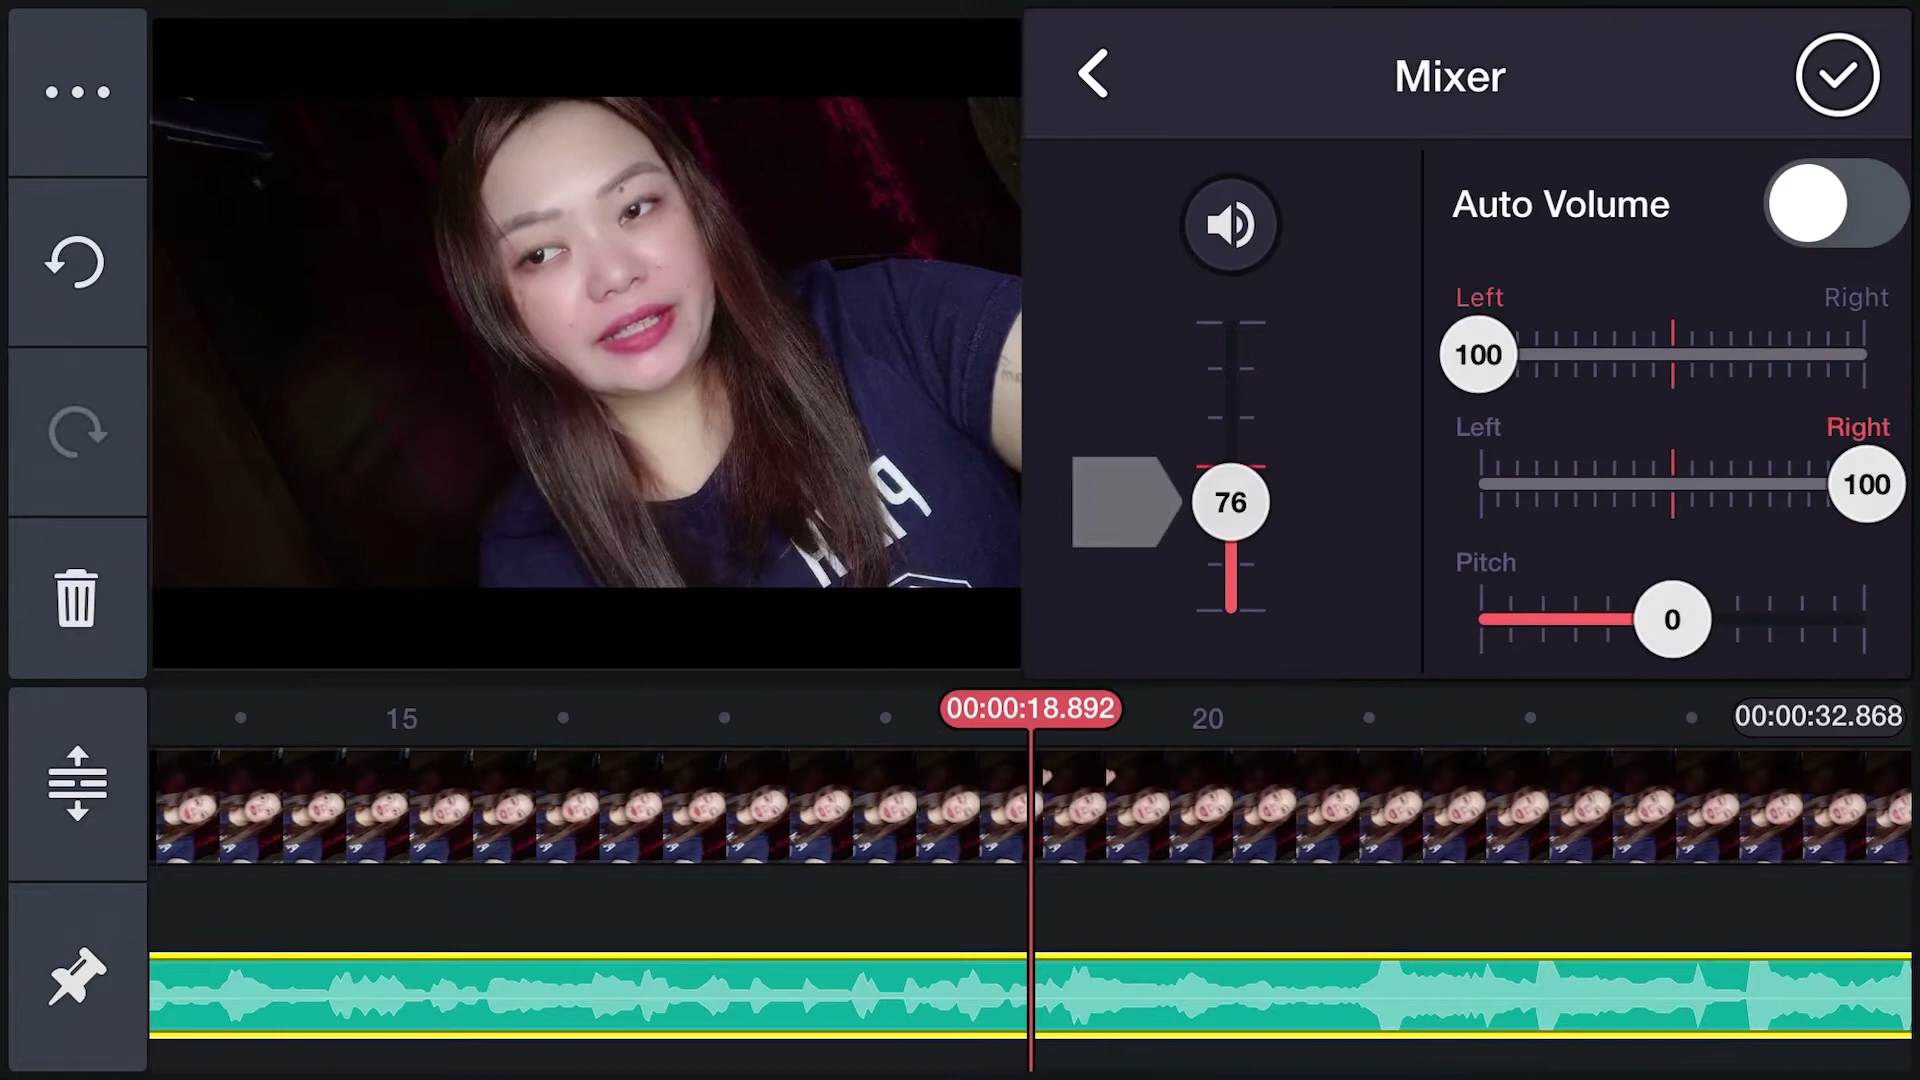 Mixer
Auto Volume
Left Right
100
Left Right
100
76
Pitch
0
15
00:00:18.892
20
00:00:32.868